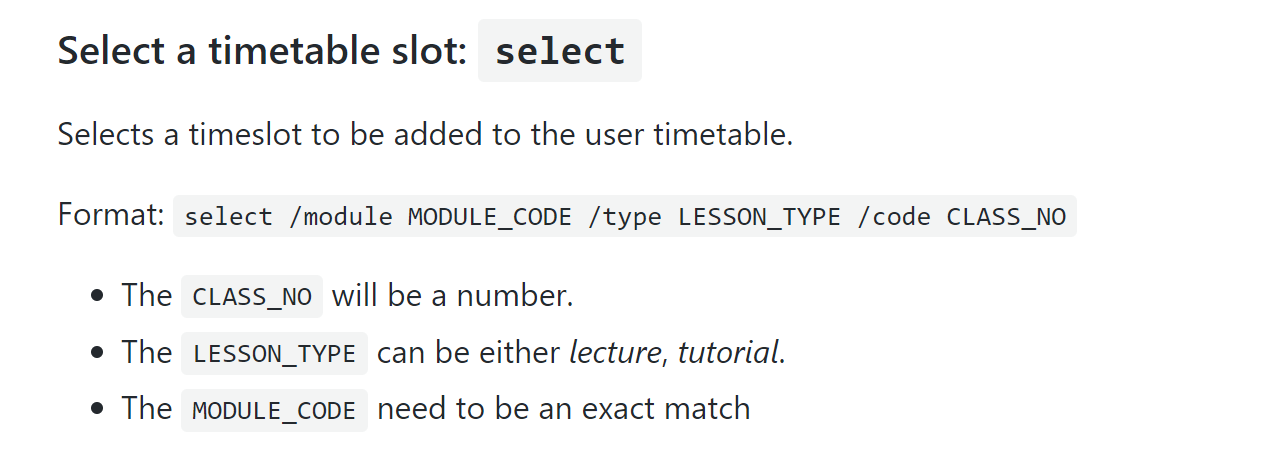 Select a timetable slot: select
Selects a timeslot to be added to the user timetable.
Format: select /module MODULE_CODE /type LESSON_TYPE /code CLASS_NO
• The CLASS_NO will be a number.
• The LESSON_TYPE can be either lecture, tutorial.
• The MODULE_CODE need to be an exact match